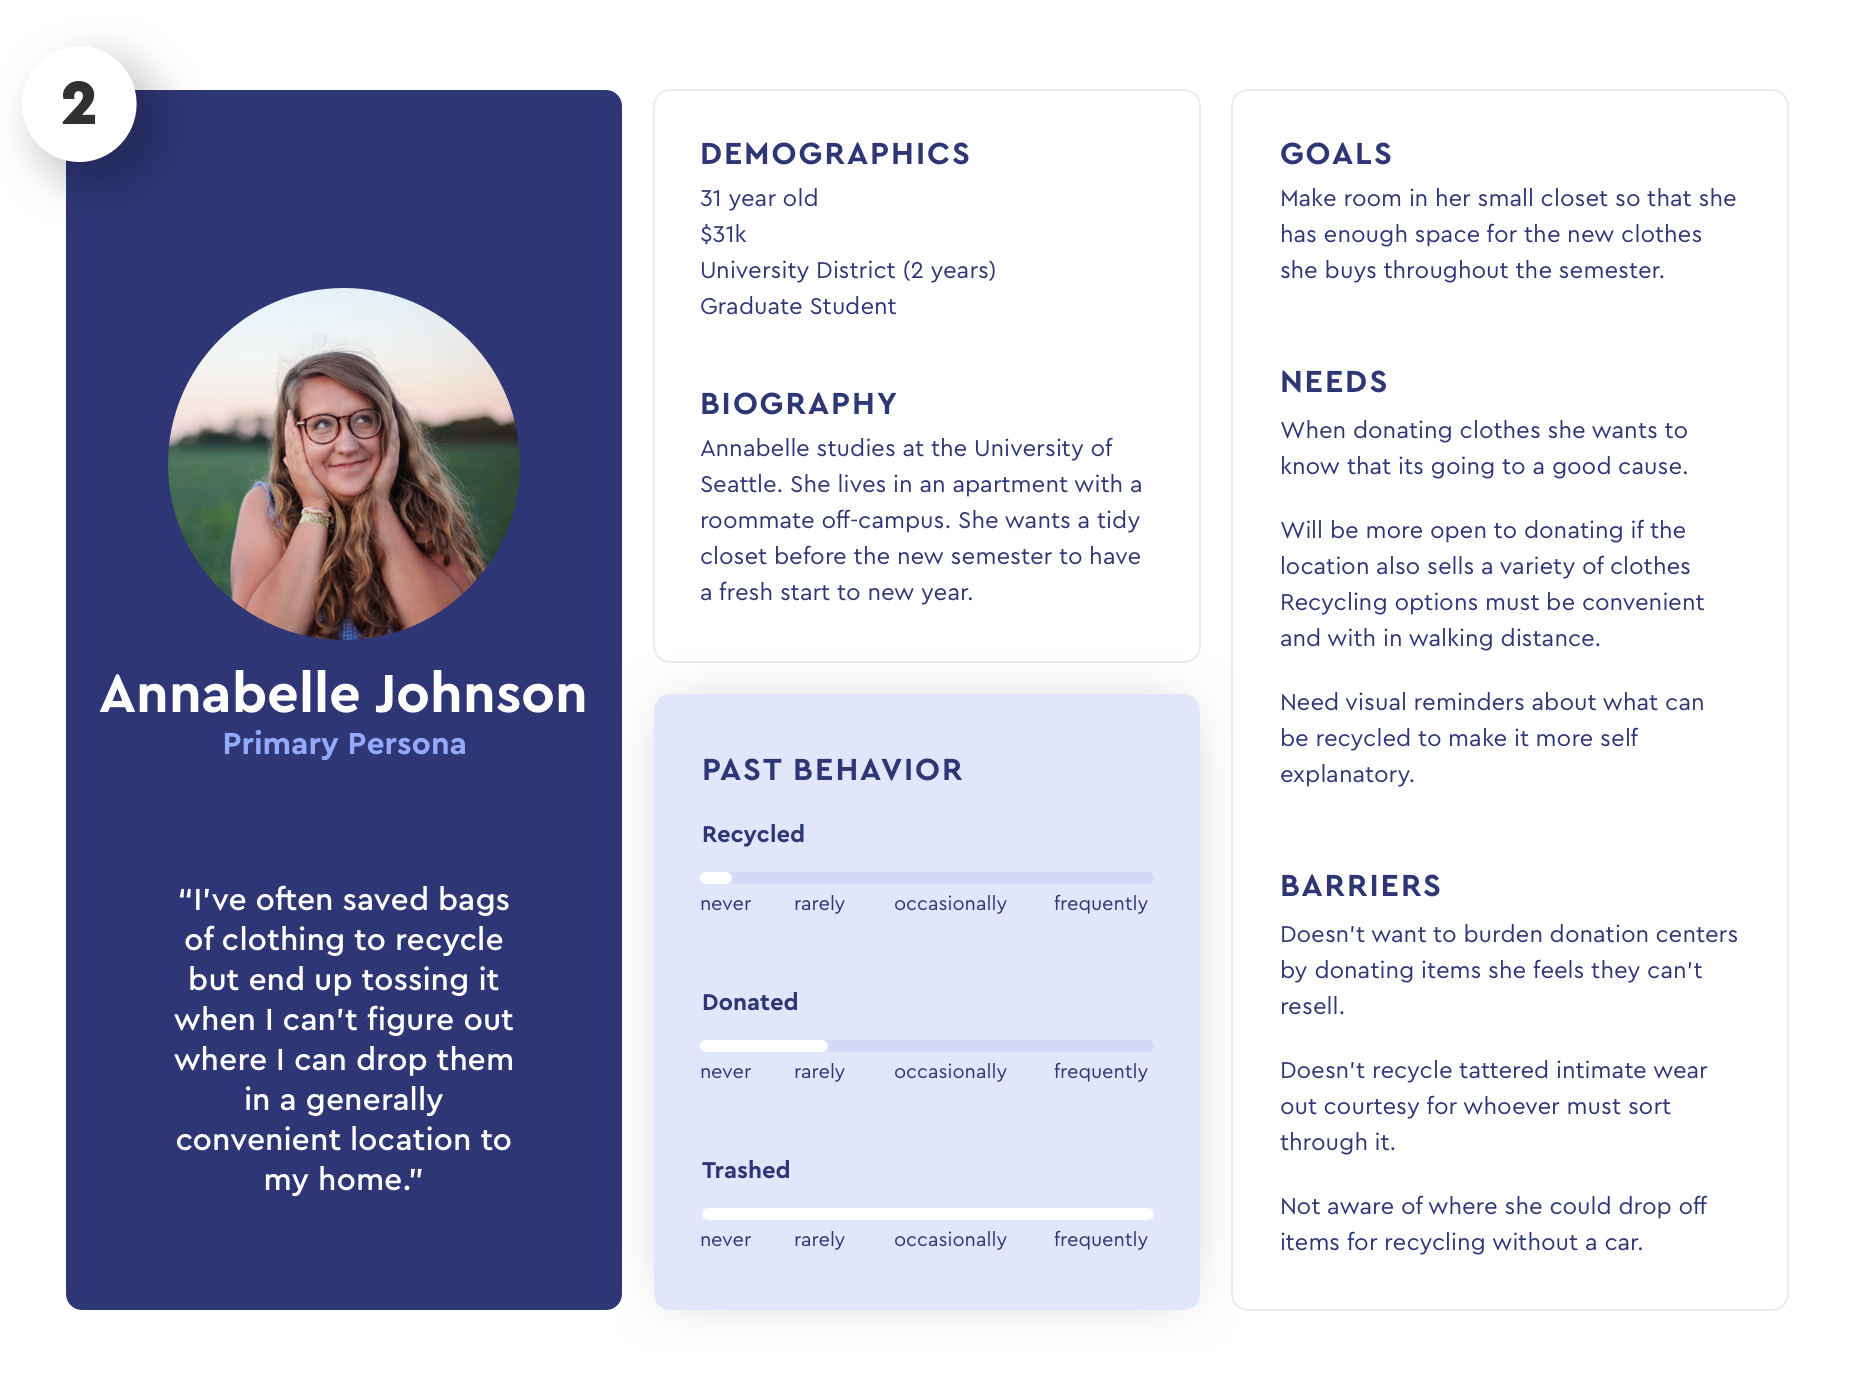 2
Annabelle Johnson
Primary Persona
“I’ve often saved bags
of clothing to recycle
but end up tossing it
when I can’t figure out
where I can drop them
in a generally
convenient location to
my home.”
DEMOGRAPHICS
31 year old
$31k
University District (2 years)
Graduate Student
BIOGRAPHY
Annabelle studies at the University of
Seattle. She lives in an apartment with a
roommate off-campus. She wants a tidy
closet before the new semester to have
a fresh start to new year.
PAST BEHAVIOR
Recycled
never rarely occasionally frequently
Donated
never rarely occasionally frequently
Trashed
never rarely occasionally frequently
GOALS
Make room in her small closet so that she
has enough space for the new clothes
she buys throughout the semester.
NEEDS
When donating clothes she wants to
know that its going to a good cause.
Will be more open to donating if the
location also sells a variety of clothes
Recycling options must be convenient
and with in walking distance.
Need visual reminders about what can
be recycled to make it more self
explanatory.
BARRIERS
Doesn’t want to burden donation centers
by donating items she feels they can’t
resell.
Doesn’t recycle tattered intimate wear
out courtesy for whoever must sort
through it.
Not aware of where she could drop off
items for recycling without a car.